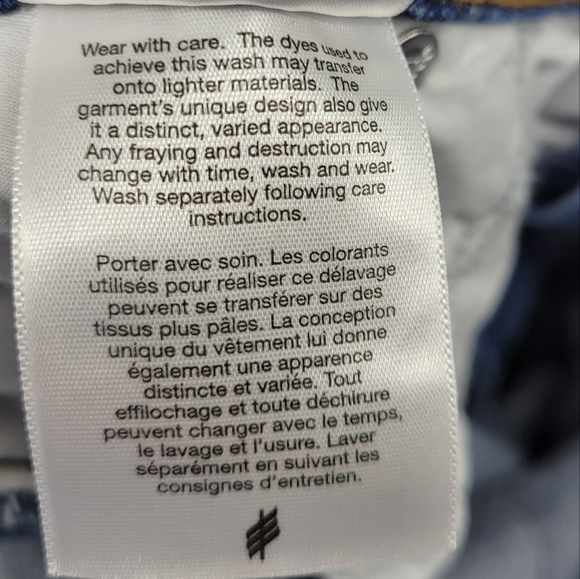 Wear with care. The dyes used to
achieve this wash may transfer
onto lighter materials. The
garment's unique design also give
it a distinct, varied appearance.
Any fraying and destruction may
change with time, wash and wear.
Wash separately following care
instructions.
Porter avec soin. Les colorants
utilisés pour réaliser ce délavage
peuvent se transférer sur des
tissus plus pâles. La conception
unique du vêtement lui donne
également une apparence
distincte et variée. Tout
effilochage et toute déchirure
peuvent changer avec le temps,
le lavage et l'usure. Laver
séparément en suivant les
consignes d'entretien.